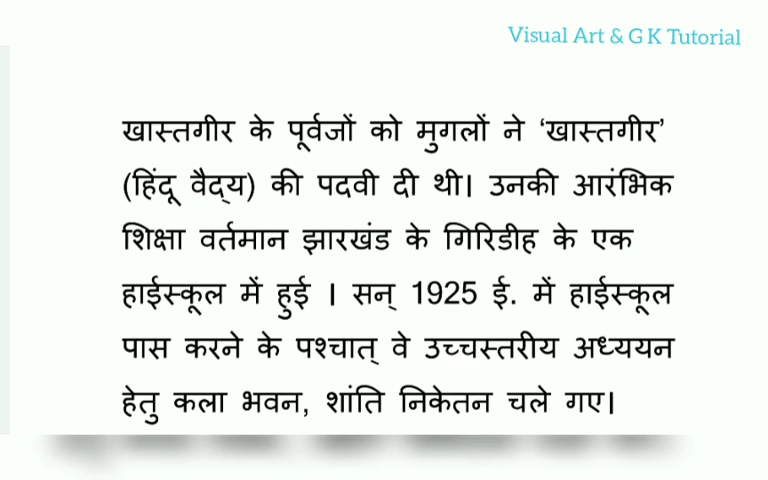 Visual Art & G K Tutorial
खास्तगीर के पूर्वजों को मुगलों ने ‘खास्तगीर’
(हिंदू वैद्य) की पदवी दी थी। उनकी आरंभिक
शिक्षा वर्तमान झारखंड के गिरिडीह के एक
हाईस्कूल में हुई । सन् 1925 ई. में हाईस्कूल
पास करने के पश्चात् वे उच्चस्तरीय अध्ययन
हेतु कला भवन, शांति निकेतन चले गए।